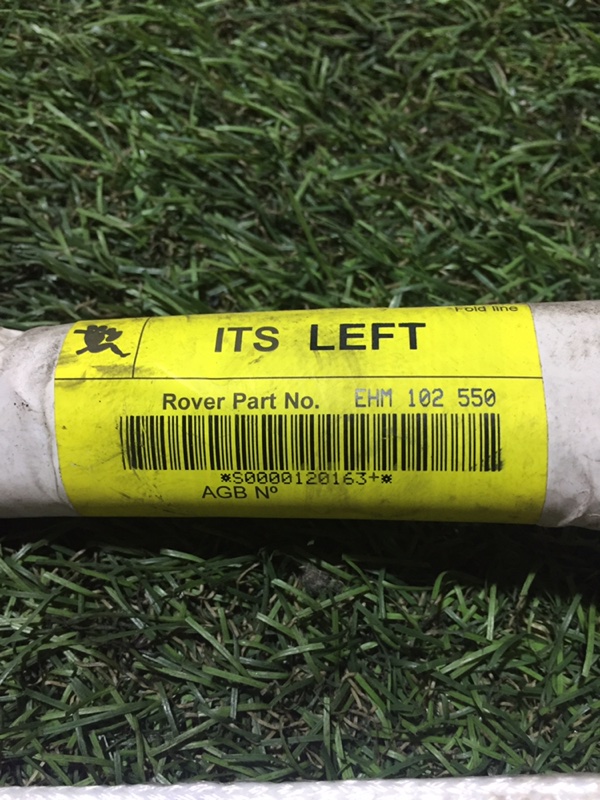 *Fold line
ITS LEFT
Rover Part No. EHM 102 550
*S0000120163+*
AGB Nº